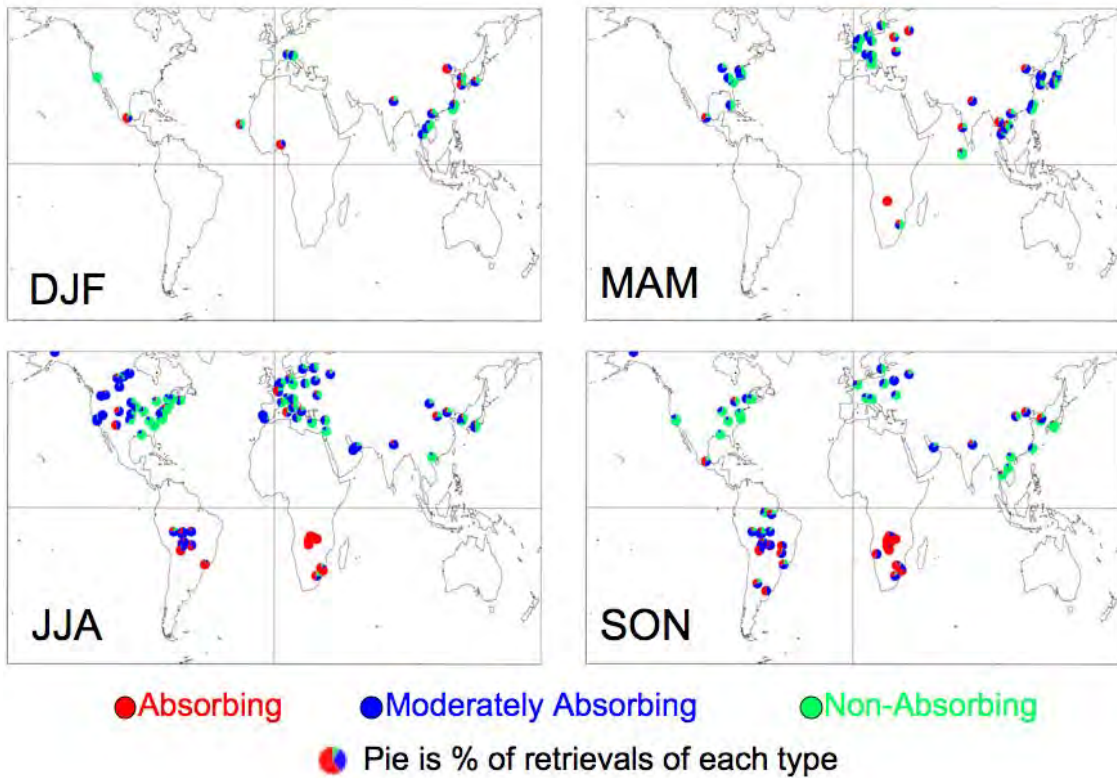 DJF
MAM
JJA
SON
Absorbing
Moderately Absorbing
Non-Absorbing
Pie is % of retrievals of each type